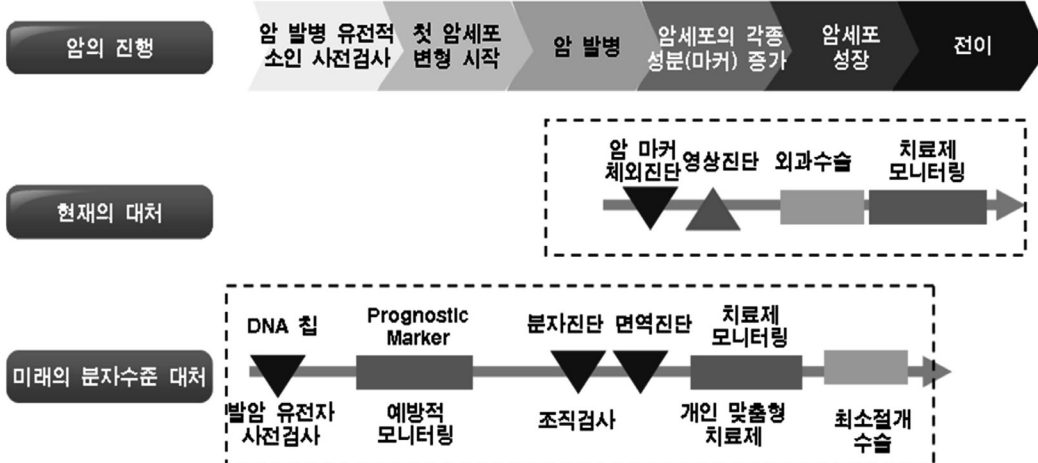 암의 진행
암 발병 유전적
소인 사전검사
첫 암세포
변형 시작
암 발병
암세포의 각종
성분(마커) 증가
암세포
성장
전이
현재의 대처
암 마커
체외진단
영상진단
외과수술
치료제
모니터링
미래의 분자수준 대처
DNA 칩
Prognostic
Marker
분자진단
면역진단
치료제
모니터링
발암 유전자
사전검사
예방적
모니터링
조직검사
개인 맞춤형
치료제
최소절개
수술